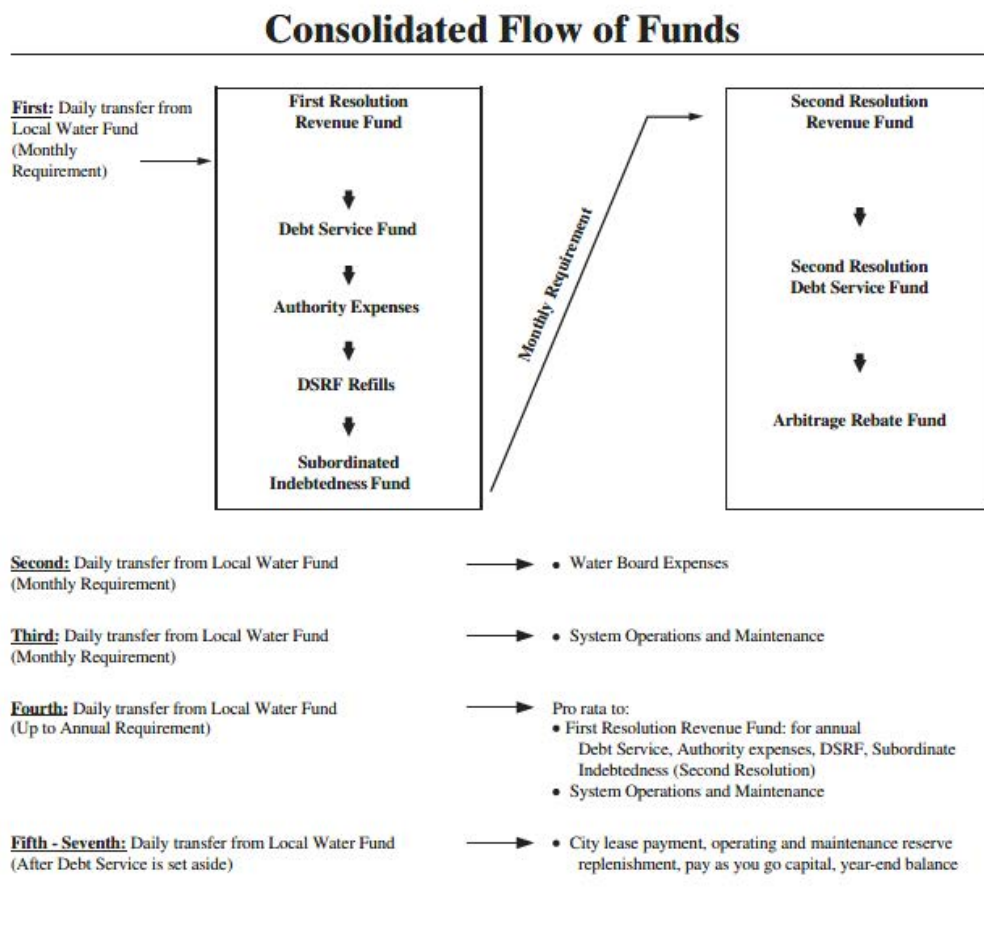 Consolidated Flow of Funds
First: Daily transfer from
Local Water Fund
(Monthly
Requirement)
First Resolution
Revenue Fund
Debt Service Fund
Authority Expenses
DSRF Refills
Subordinated
Indebtedness Fund
Monthly Requirement
Second Resolution
Revenue Fund
Second Resolution
Debt Service Fund
Arbitrage Rebate Fund
Second: Daily transfer from Local Water Fund
(Monthly Requirement)
• Water Board Expenses
Third: Daily transfer from Local Water Fund
(Monthly Requirement)
• System Operations and Maintenance
Fourth: Daily transfer from Local Water Fund
(Up to Annual Requirement)
Pro rata to:
• First Resolution Revenue Fund: for annual
Debt Service, Authority expenses, DSRF, Subordinate
Indebtedness (Second Resolution)
• System Operations and Maintenance
Fifth - Seventh: Daily transfer from Local Water Fund
(After Debt Service is set aside)
• City lease payment, operating and maintenance reserve
replenishment, pay as you go capital, year-end balance